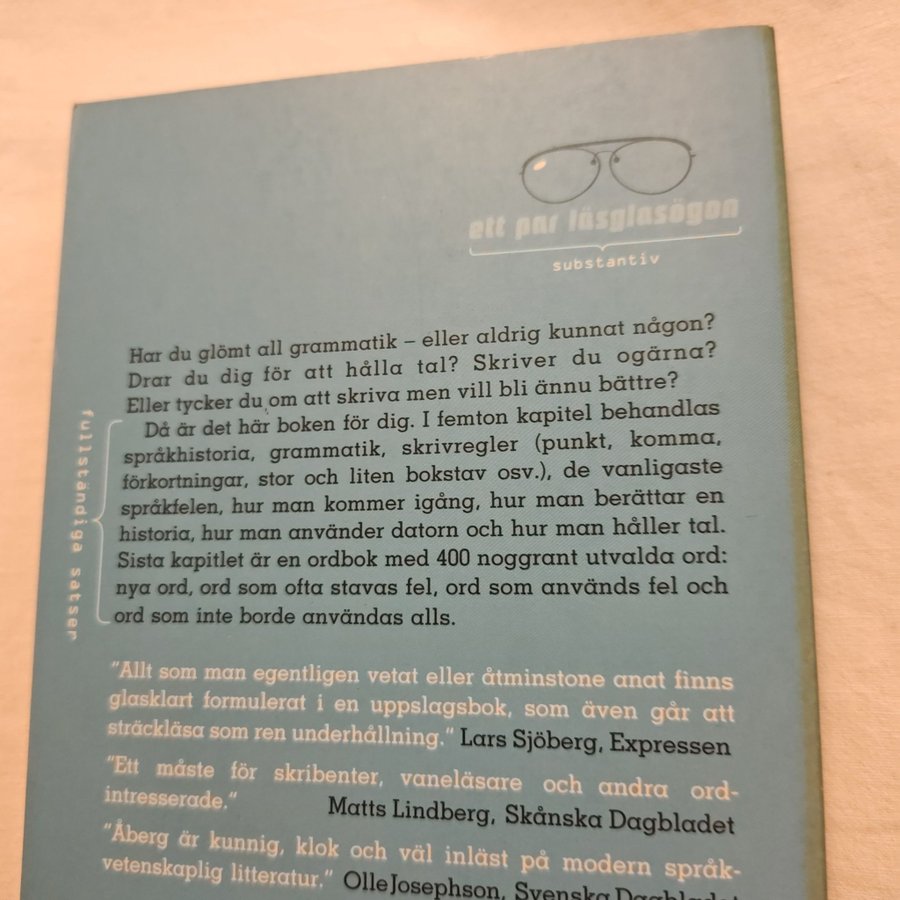 ett par läsglasögon
substantiv
Har du glömt all grammatik – eller aldrig kunnat någon?
Drar du dig för att hålla tal? Skriver du ogärna?
Eller tycker du om att skriva men vill bli ännu bättre?
Då är det här boken för dig. I femton kapitel behandlas
språkhistoria, grammatik, skrivregler (punkt, komma,
förkortningar, stor och liten bokstav osv.), de vanligaste
språkfelen, hur man kommer igång, hur man berättar en
historia, hur man använder datorn och hur man håller tal.
Sista kapitlet är en ordbok med 400 noggrant utvalda ord:
nya ord, ord som ofta stavas fel, ord som används fel och
ord som inte borde användas alls.
fullständiga satser
"Allt som man egentligen vetat eller åtminstone anat finns
glasklart formulerat i en uppslagsbok, som även går att
sträckläsa som ren underhållning." Lars Sjöberg, Expressen
"Ett måste för skribenter, vaneläsare och andra ord-
intresserade." Matts Lindberg, Skånska Dagbladet
"Åberg är kunnig, klok och väl inläst på modern språk-
vetenskaplig litteratur." Olle Josephson, Svenska Dagbladet